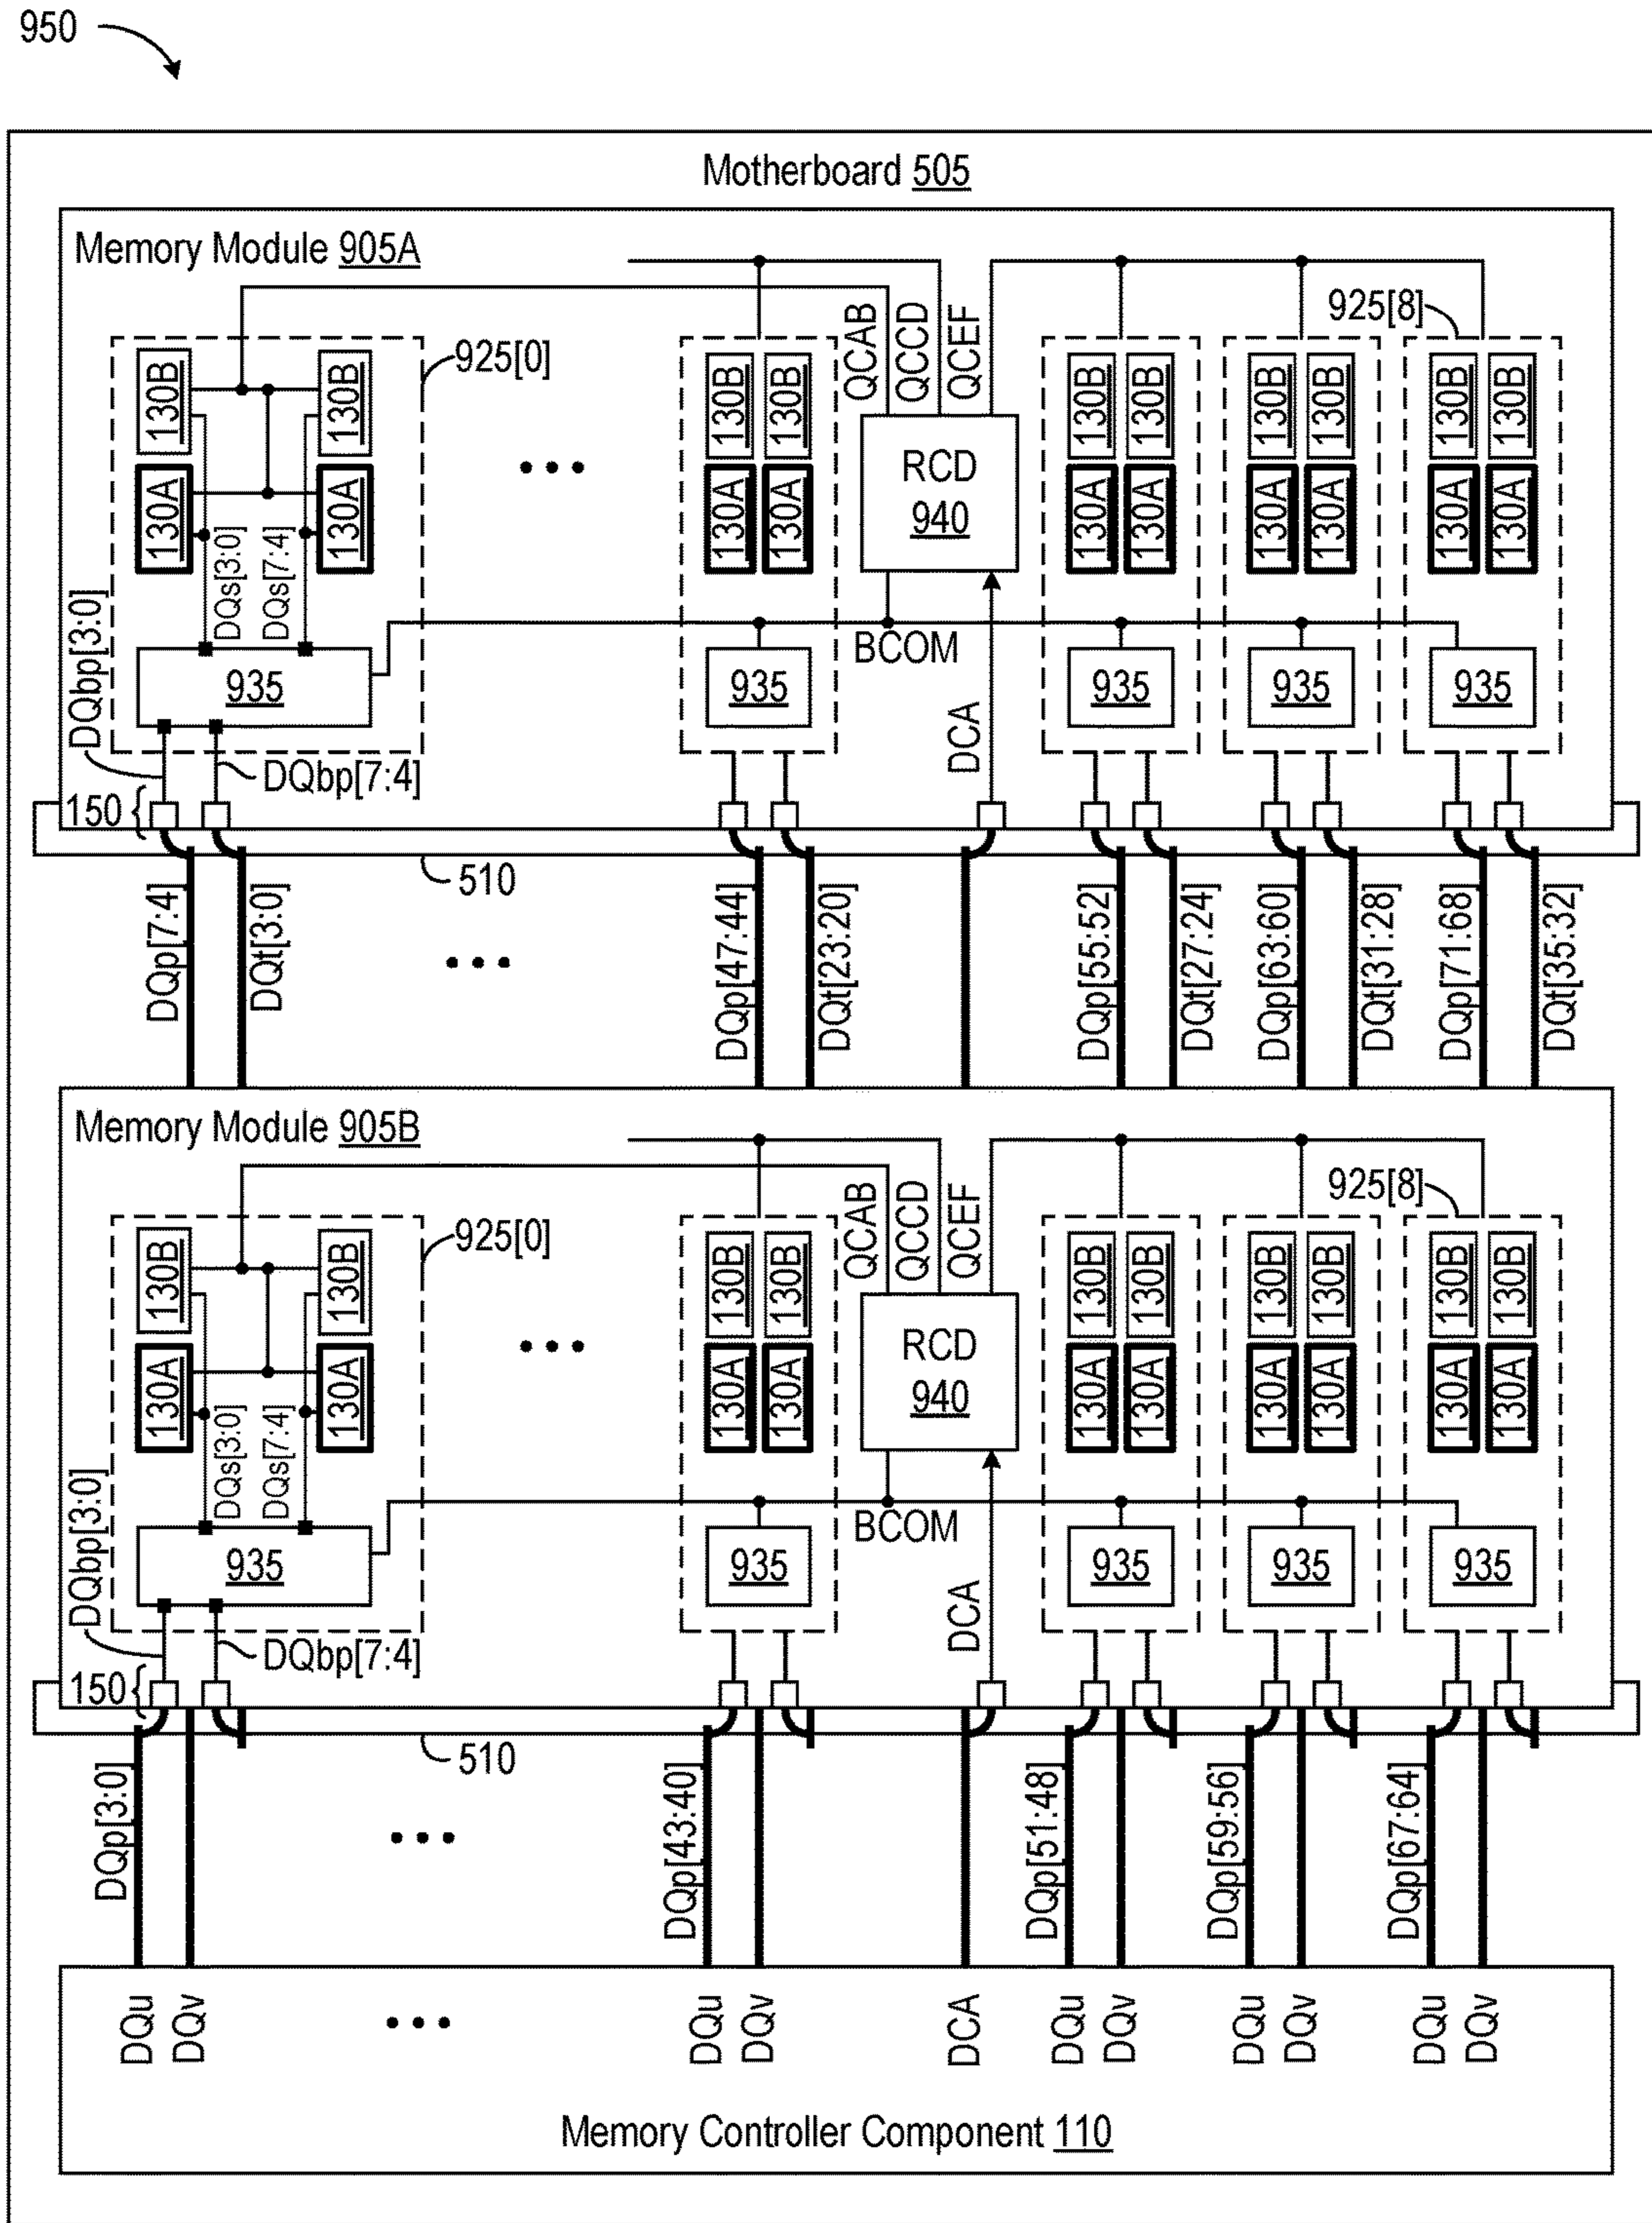 950
Motherboard 505
Memory Module 905A
925[0]
QCAB
QCCD
QCEF
925[8]
130B
130B
130B
130B
130B
130B
130B
130B
130B
130B
130A
130A
130A
130A
130A
130A
130A
130A
130A
130A
RCD
940
DQs[3:0]
DQs[7:4]
DQbp[3:0]
BCOM
935
935
935
935
935
DCA
DQbp[7:4]
150
510
DQp[7:4]
DQt[3:0]
DQp[47:44]
DQt[23:20]
DQp[55:52]
DQt[27:24]
DQp[63:60]
DQt[31:28]
DQp[71:68]
DQt[35:32]
Memory Module 905B
925[0]
QCAB
QCCD
QCEF
925[8]
130B
130B
130B
130B
130B
130B
130B
130B
130B
130B
130A
130A
130A
130A
130A
130A
130A
130A
130A
130A
RCD
940
DQs[3:0]
DQs[7:4]
DQbp[3:0]
BCOM
935
935
935
935
935
DCA
DQbp[7:4]
150
510
DQp[3:0]
DQp[43:40]
DQp[51:48]
DQp[59:56]
DQp[67:64]
DQu
DQv
DQu
DQv
DCA
DQu
DQv
DQu
DQv
DQu
DQv
Memory Controller Component 110